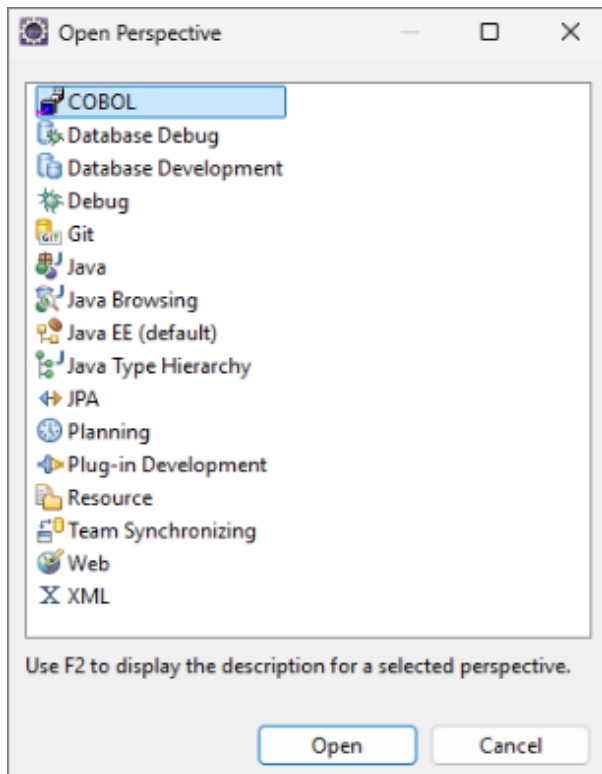 Open Perspective
COBOL
Database Debug
Database Development
Debug
Git
Java
Java Browsing
Java EE (default)
Java Type Hierarchy
JPA
Planning
Plug-in Development
Resource
Team Synchronizing
Web
X XML
Use F2 to display the description for a selected perspective.
Open Cancel